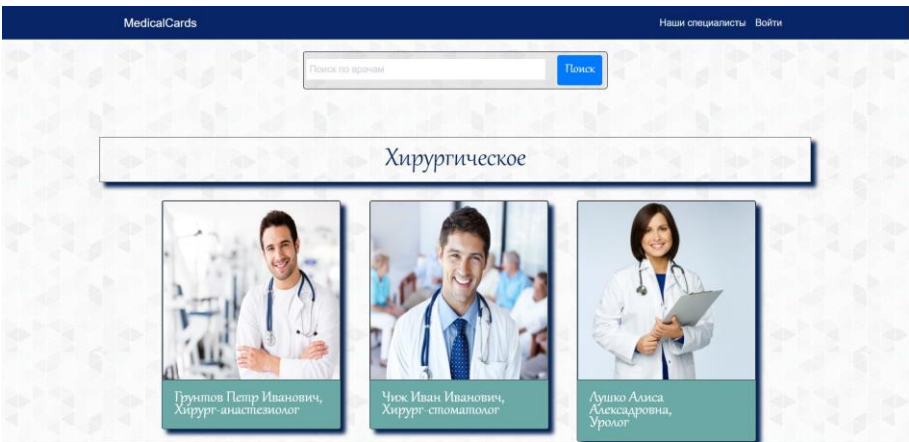 MedicalCards
Наши специалисты Войти
Поиск по врачам
Поиск
Хирургическое
Грунтов Петр Иванович,
Хирург-анастезиолог
Чиж Иван Иванович,
Хирург-стоматолог
Лушко Алиса
Алексадровна,
Уролог